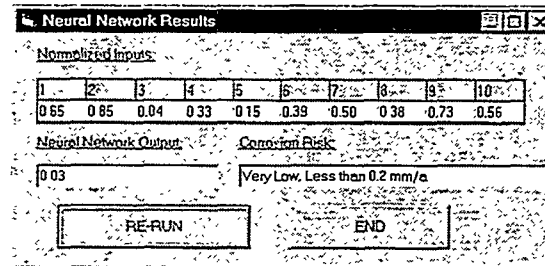 Neural Network Results
Normalized Inputs:
1 2 3 4 5 6 7 8 9 10
0.65 0.85 0.04 0.33 0.15 0.39 0.50 0.38 0.73 0.56
Neural Network Output: Corrosion Risk:
0.03 Very Low, Less than 0.2 mm/a
RE-RUN END